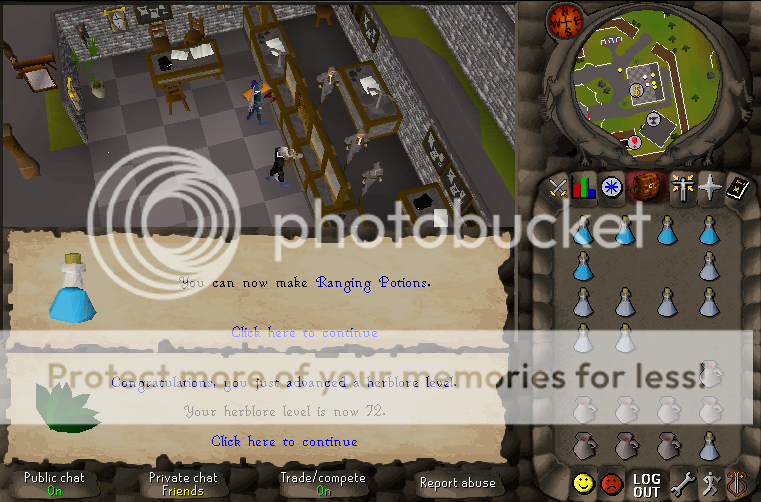 photobucket
You can now make Ranging Potions.
Click here to continue
Protect more of your memories for less!
Congratulations, you just advanced a herblore level.
Your herblore level is now 72.
Click here to continue
Public chat
On
Private chat
Friends
Trade/compete
On
Report abuse
LOG
OUT
N
W
E
S